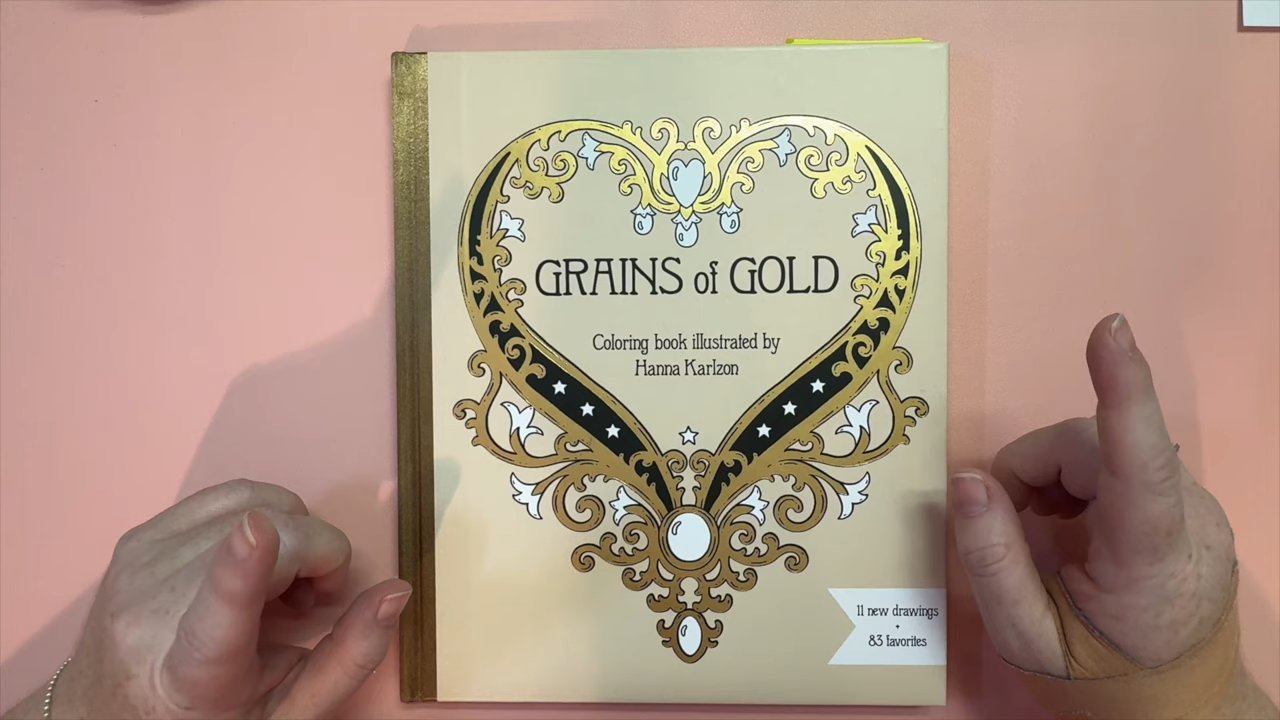 GRAINS of GOLD
Coloring book illustrated by
Hanna Karlzon
11 new drawings
+
83 favorites